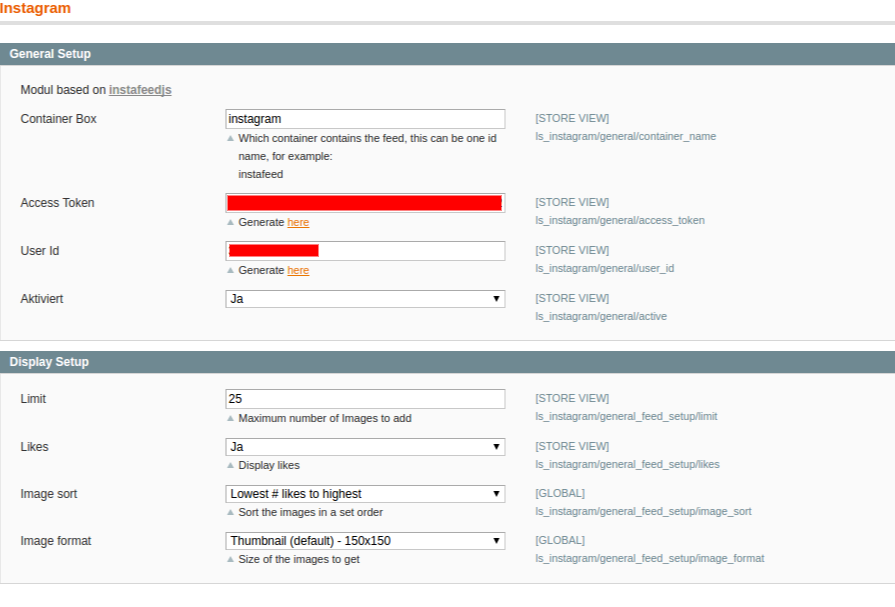 Instagram
General Setup
Modul based on instafeedjs
Container Box instagram [STORE VIEW]
Which container contains the feed, this can be one id ls_instagram/general/container_name
name, for example:
instafeed
Access Token [STORE VIEW]
Generate here ls_instagram/general/access_token
User Id [STORE VIEW]
Generate here ls_instagram/general/user_id
Aktiviert Ja [STORE VIEW]
ls_instagram/general/active
Display Setup
Limit 25 [STORE VIEW]
Maximum number of Images to add ls_instagram/general_feed_setup/limit
Likes Ja [STORE VIEW]
Display likes ls_instagram/general_feed_setup/likes
Image sort Lowest # likes to highest [GLOBAL]
Sort the images in a set order ls_instagram/general_feed_setup/image_sort
Image format Thumbnail (default) - 150x150 [GLOBAL]
Size of the images to get ls_instagram/general_feed_setup/image_format